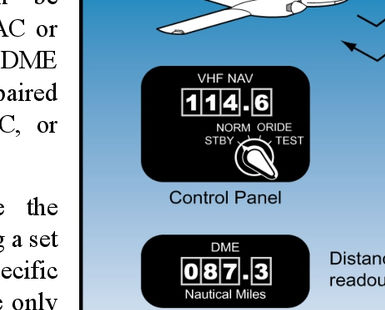 be
AC or
DME
paired
C, or
the
g a set
ecific
e only
VHF NAV
114.6
NORM ORIDE
STBY TEST
Control Panel
DME
087.3
Nautical Miles
Distanc
readou